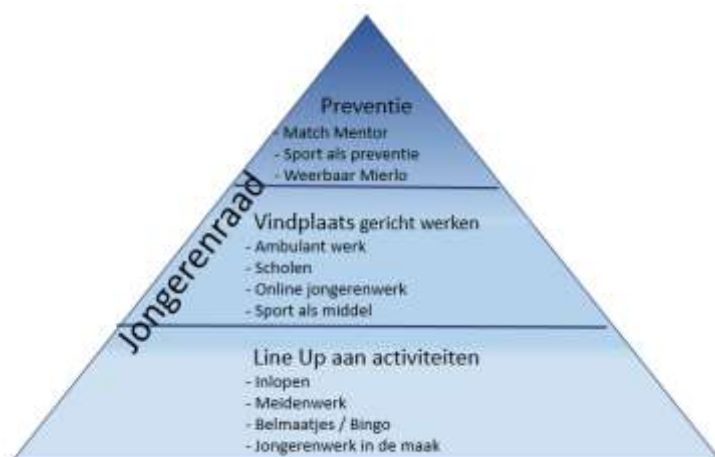 Preventie
- Match Mentor
- Sport als preventie
- Weerbaar Mierlo
Jongerenraad
Vindplaats gericht werken
- Ambulant werk
- Scholen
- Online jongerenwerk
- Sport als middel
Line Up aan activiteiten
- Inlopen
- Meidenwerk
- Belmaatjes / Bingo
- Jongerenwerk in de maak